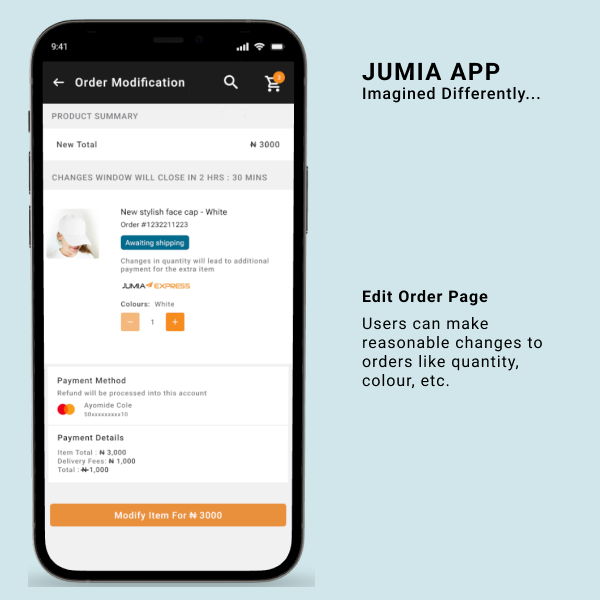 9:41
JUMIA APP
Imagined Differently...
Order Modification
PRODUCT SUMMARY
New Total ₦ 3000
CHANGES WINDOW WILL CLOSE IN 2 HRS : 30 MINS
New stylish face cap - White
Order #1232211223
Awaiting shipping
Changes in quantity will lead to additional
payment for the extra item
JUMIA EXPRESS
Colours: White
− 1 +
Edit Order Page
Users can make
reasonable changes to
orders like quantity,
colour, etc.
Payment Method
Refund will be processed into this account
Ayomide Cole
50xxxxxxxxx10
Payment Details
Item Total : ₦ 3,000
Delivery Fees: ₦ 1,000
Total : ₦ 1,000
Modify Item For ₦ 3000